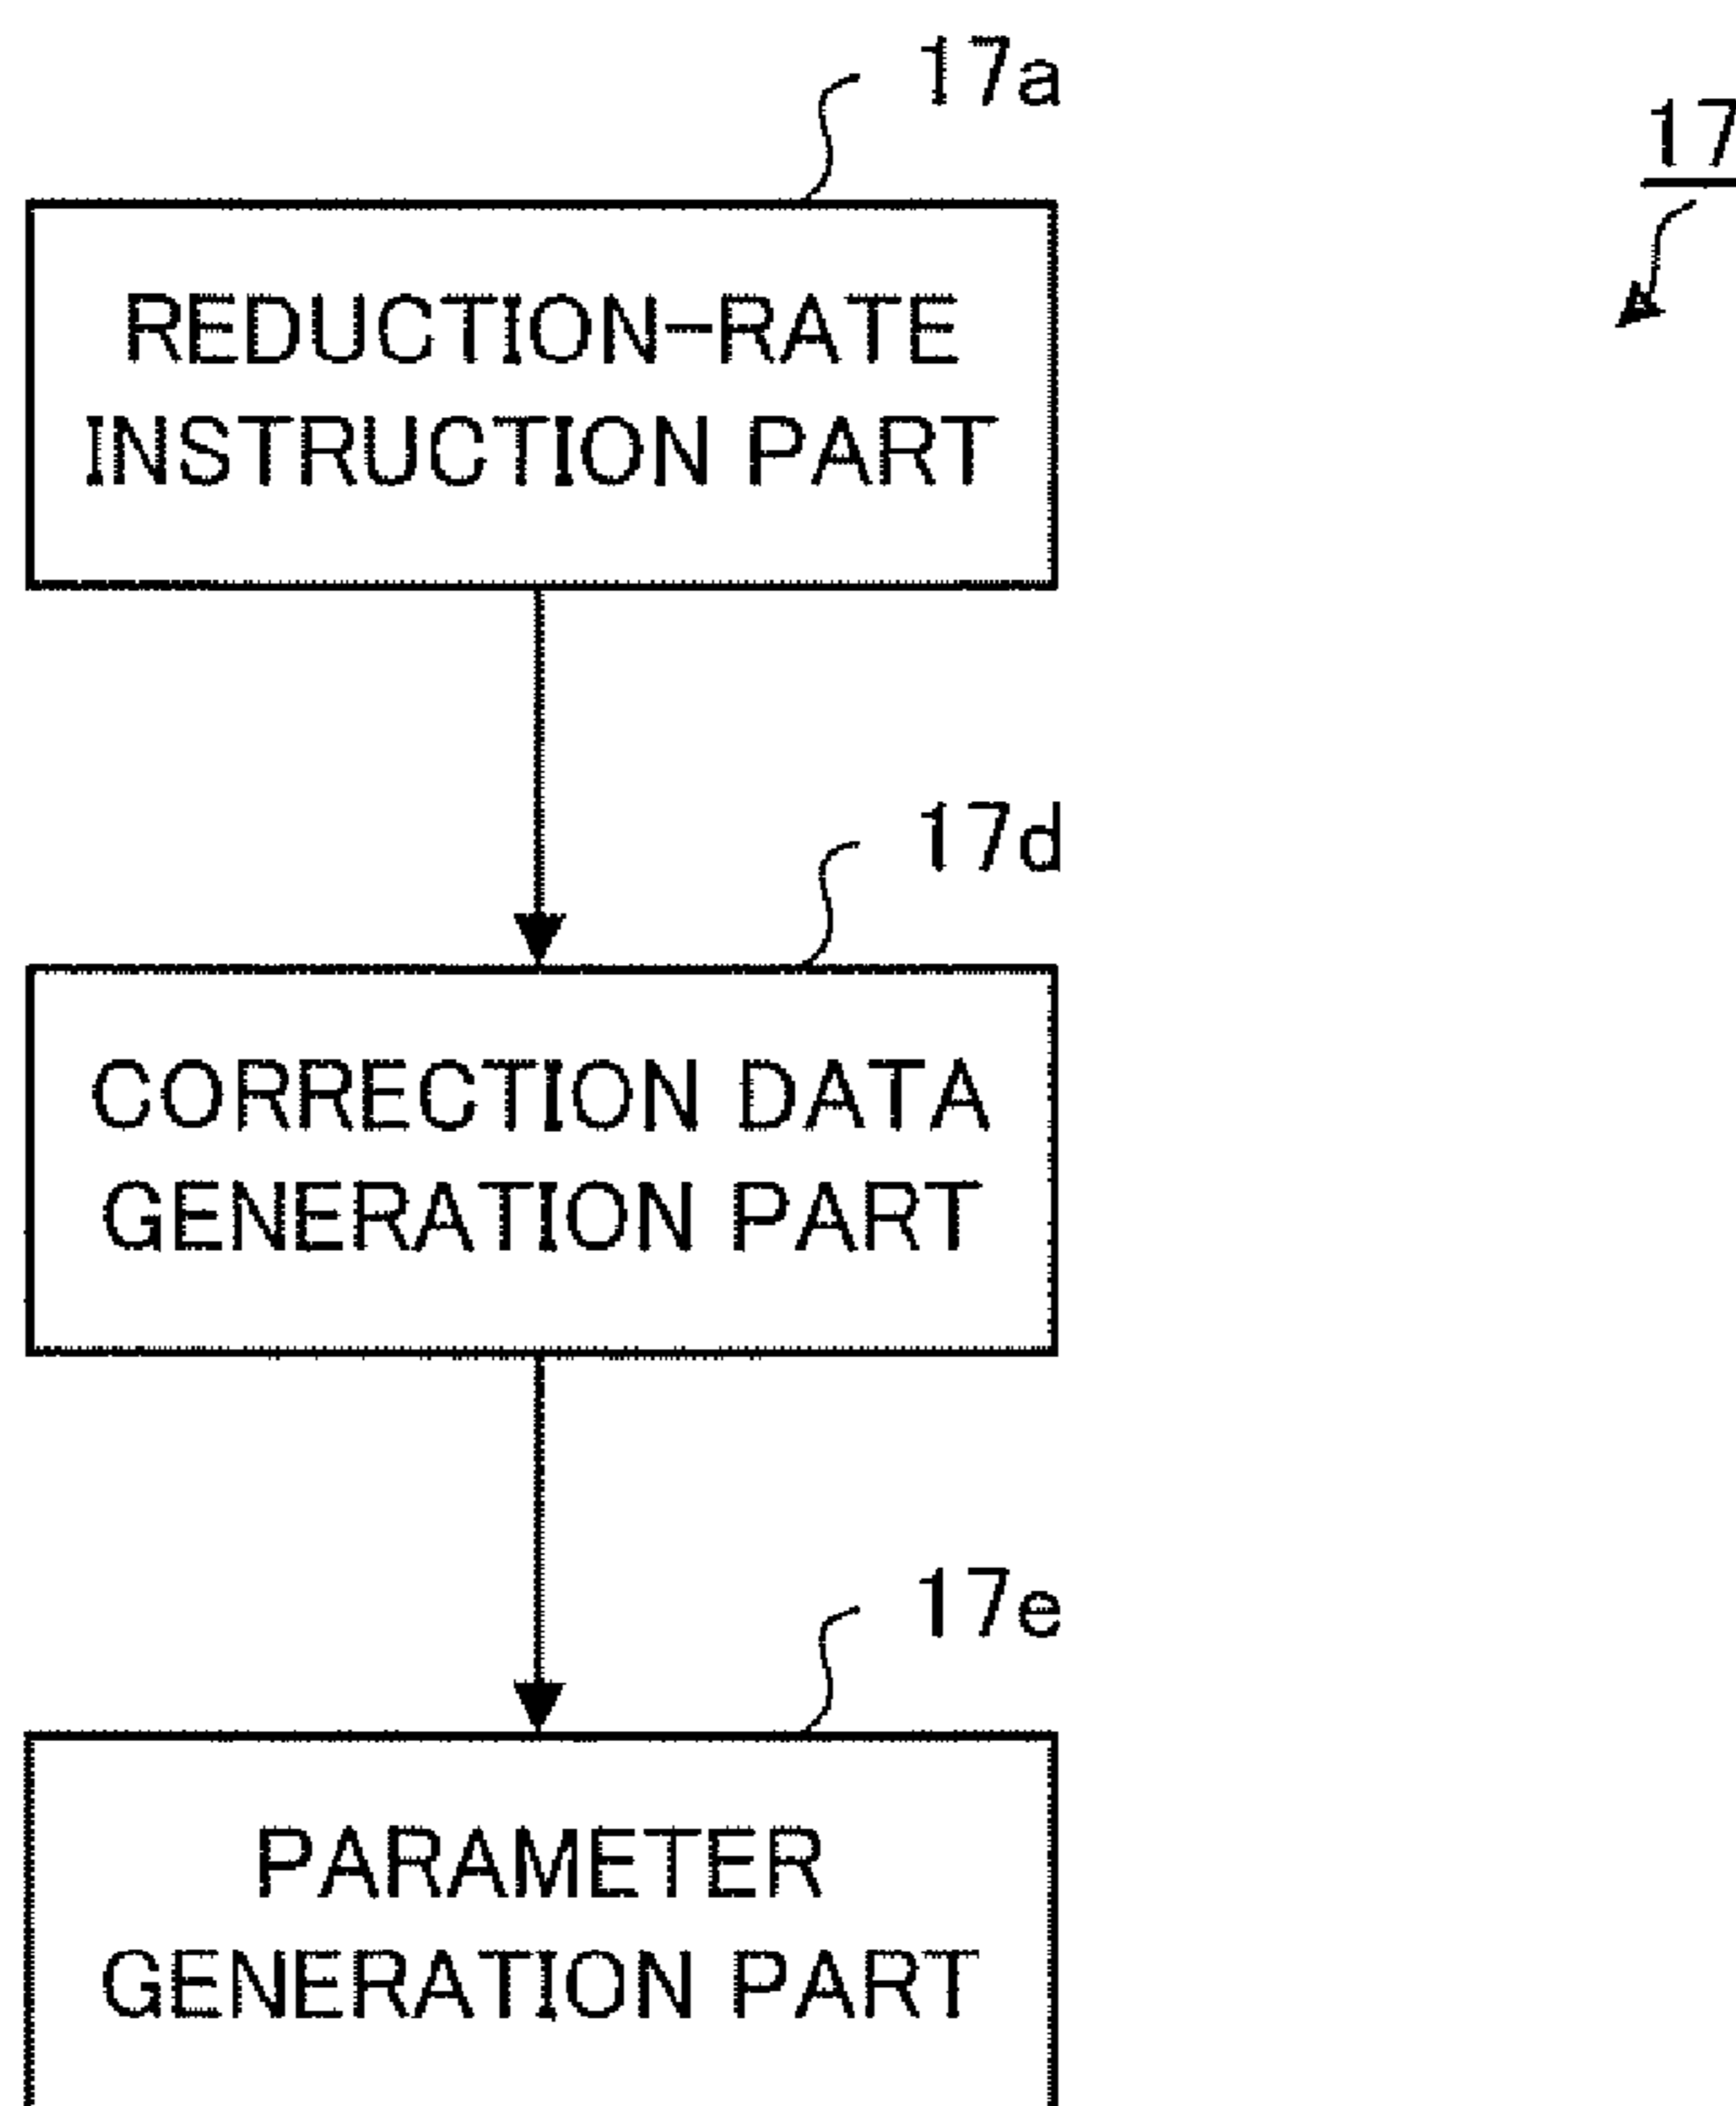 17a
17
REDUCTION-RATE
INSTRUCTION PART
17d
CORRECTION DATA
GENERATION PART
17e
PARAMETER
GENERATION PART